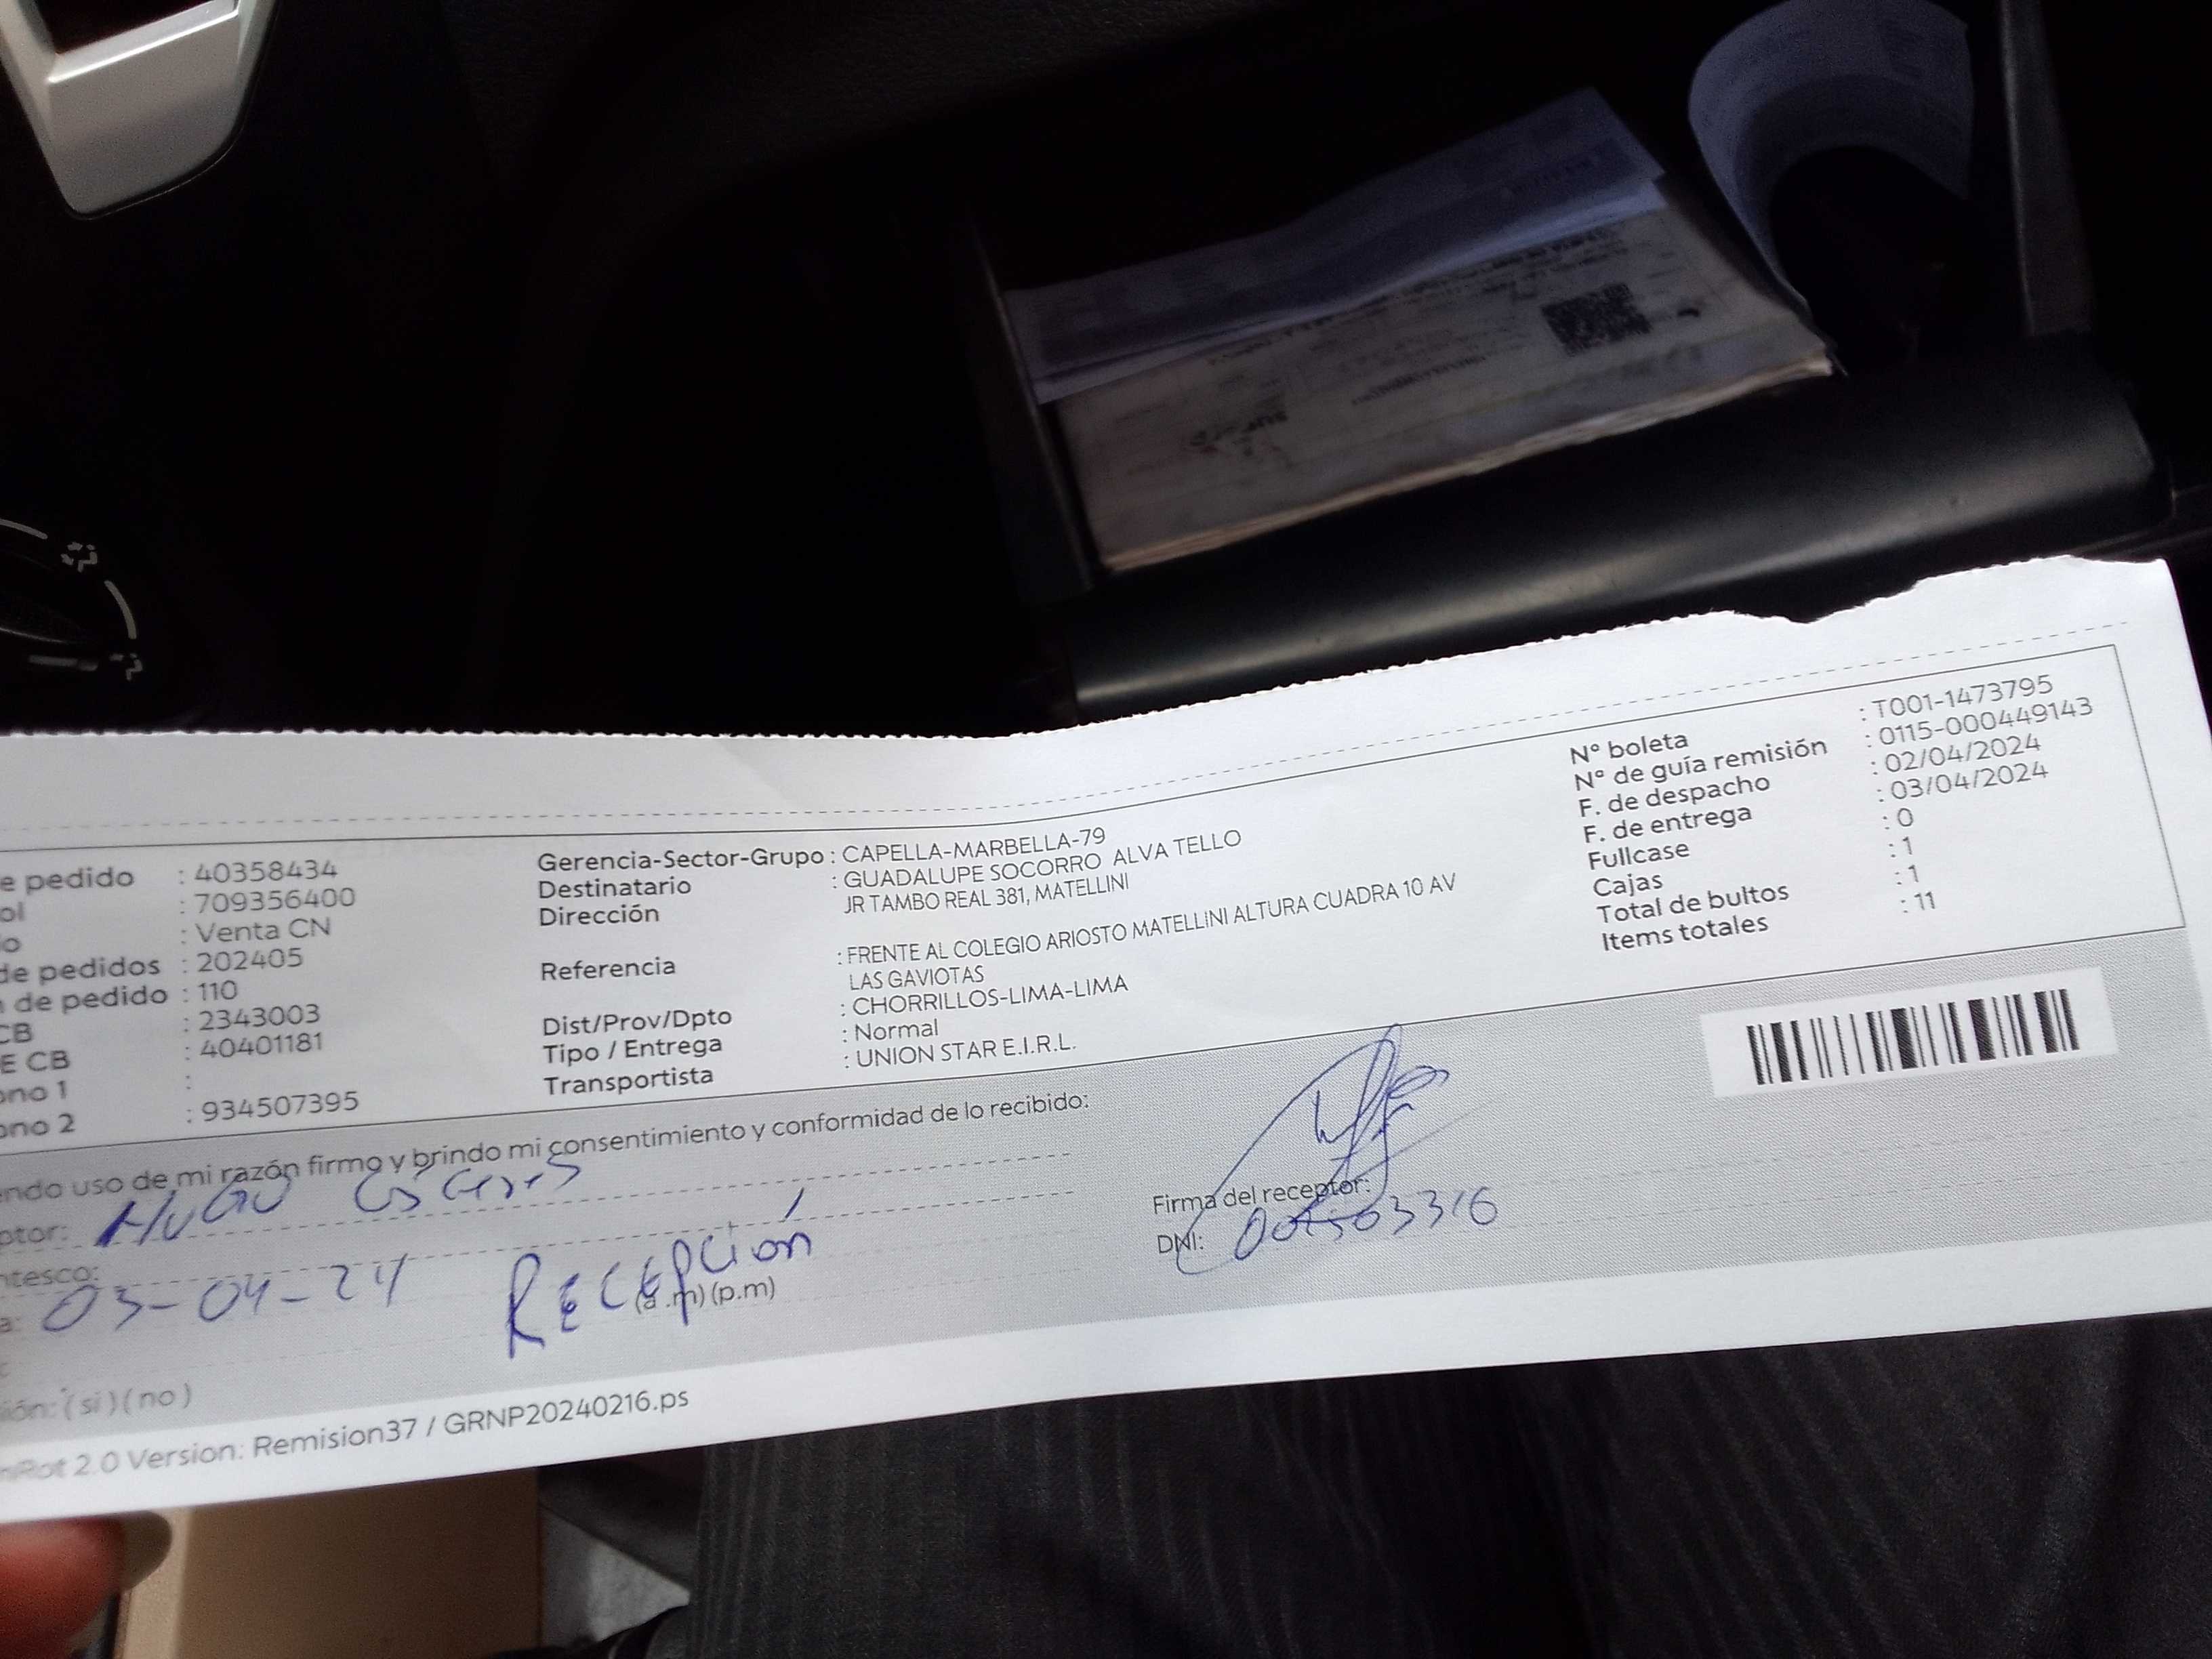 e pedido : 40358434
ol : 709356400
o : Venta CN
de pedidos : 202405
n de pedido : 110
CB : 2343003
E CB : 40401181
ono 1 :
ono 2 : 934507395
Gerencia-Sector-Grupo : CAPELLA-MARBELLA-79
Destinatario : GUADALUPE SOCORRO ALVA TELLO
Dirección JR TAMBO REAL 381, MATELLINI
Referencia : FRENTE AL COLEGIO ARIOSTO MATELLINI ALTURA CUADRA 10 AV
LAS GAVIOTAS
Dist/Prov/Dpto : CHORRILLOS-LIMA-LIMA
Tipo / Entrega : Normal
Transportista : UNION STAR E.I.R.L.
N° boleta : T001-1473795
N° de guía remisión : 0115-000449143
F. de despacho : 02/04/2024
F. de entrega : 03/04/2024
Fullcase : 0
Cajas : 1
Total de bultos : 1
Items totales : 11
endo uso de mi razón firmo y brindo mi consentimiento y conformidad de lo recibido:
ptor: HUGO
ntesco:
a: 03-04-24 Recepción
(a.m) (p.m)
Firma del receptor:
DNI:
ión: (si) (no)
Rot 2.0 Version: Remision37 / GRNP20240216.ps